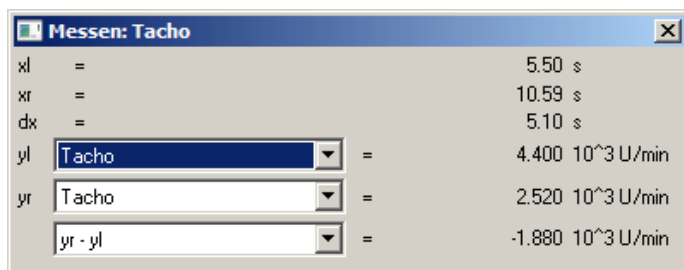 Messen: Tacho
xl = 5.50 s
xr = 10.59 s
dx = 5.10 s
yl Tacho = 4.400 10^3 U/min
yr Tacho = 2.520 10^3 U/min
yr - yl = -1.880 10^3 U/min